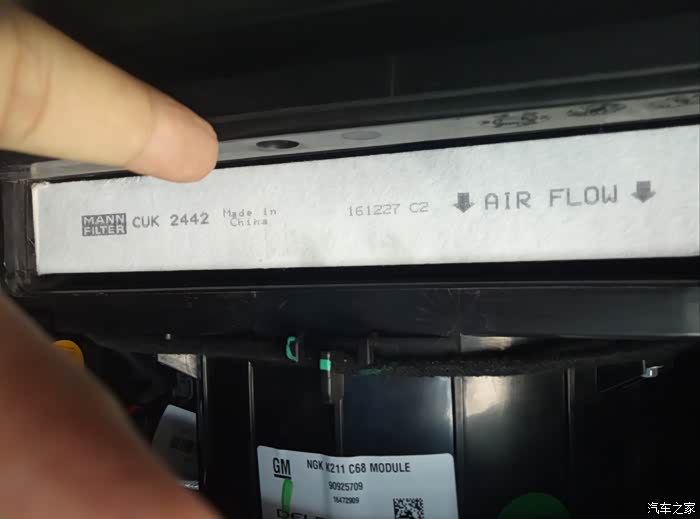 MANN
FILTER
CUK 2442
Made in
China
161227 C2
AIR FLOW
GM
NGK K211 C68 MODULE
90925709
汽车之家